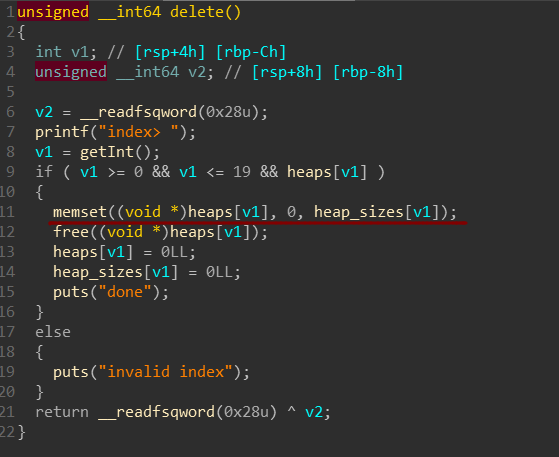 1 unsigned __int64 delete()
2 {
3   int v1; // [rsp+4h] [rbp-Ch]
4   unsigned __int64 v2; // [rsp+8h] [rbp-8h]
5
6   v2 = __readfsqword(0x28u);
7   printf("index> ");
8   v1 = getInt();
9   if ( v1 >= 0 && v1 <= 19 && heaps[v1] )
10   {
11     memset((void *)heaps[v1], 0, heap_sizes[v1]);
12     free((void *)heaps[v1]);
13     heaps[v1] = 0LL;
14     heap_sizes[v1] = 0LL;
15     puts("done");
16   }
17   else
18   {
19     puts("invalid index");
20   }
21   return __readfsqword(0x28u) ^ v2;
22 }